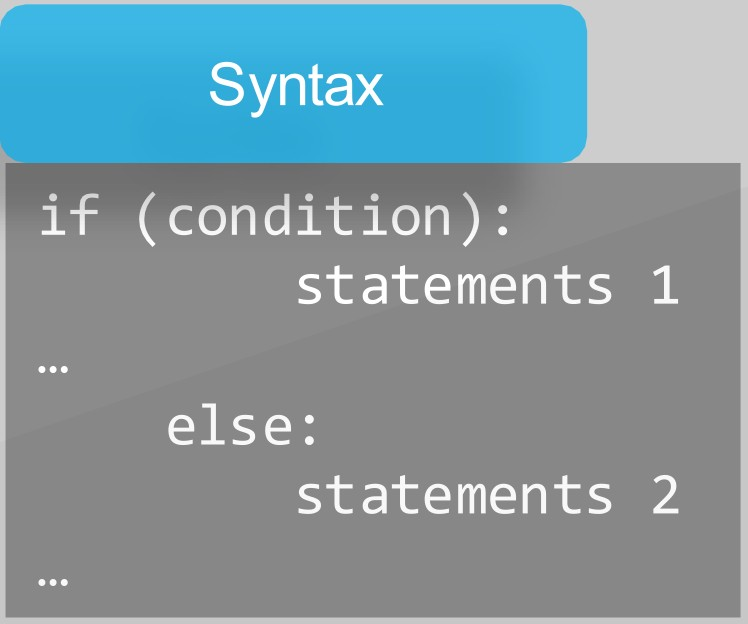 Syntax
if (condition):
statements 1
…
else:
statements 2
…